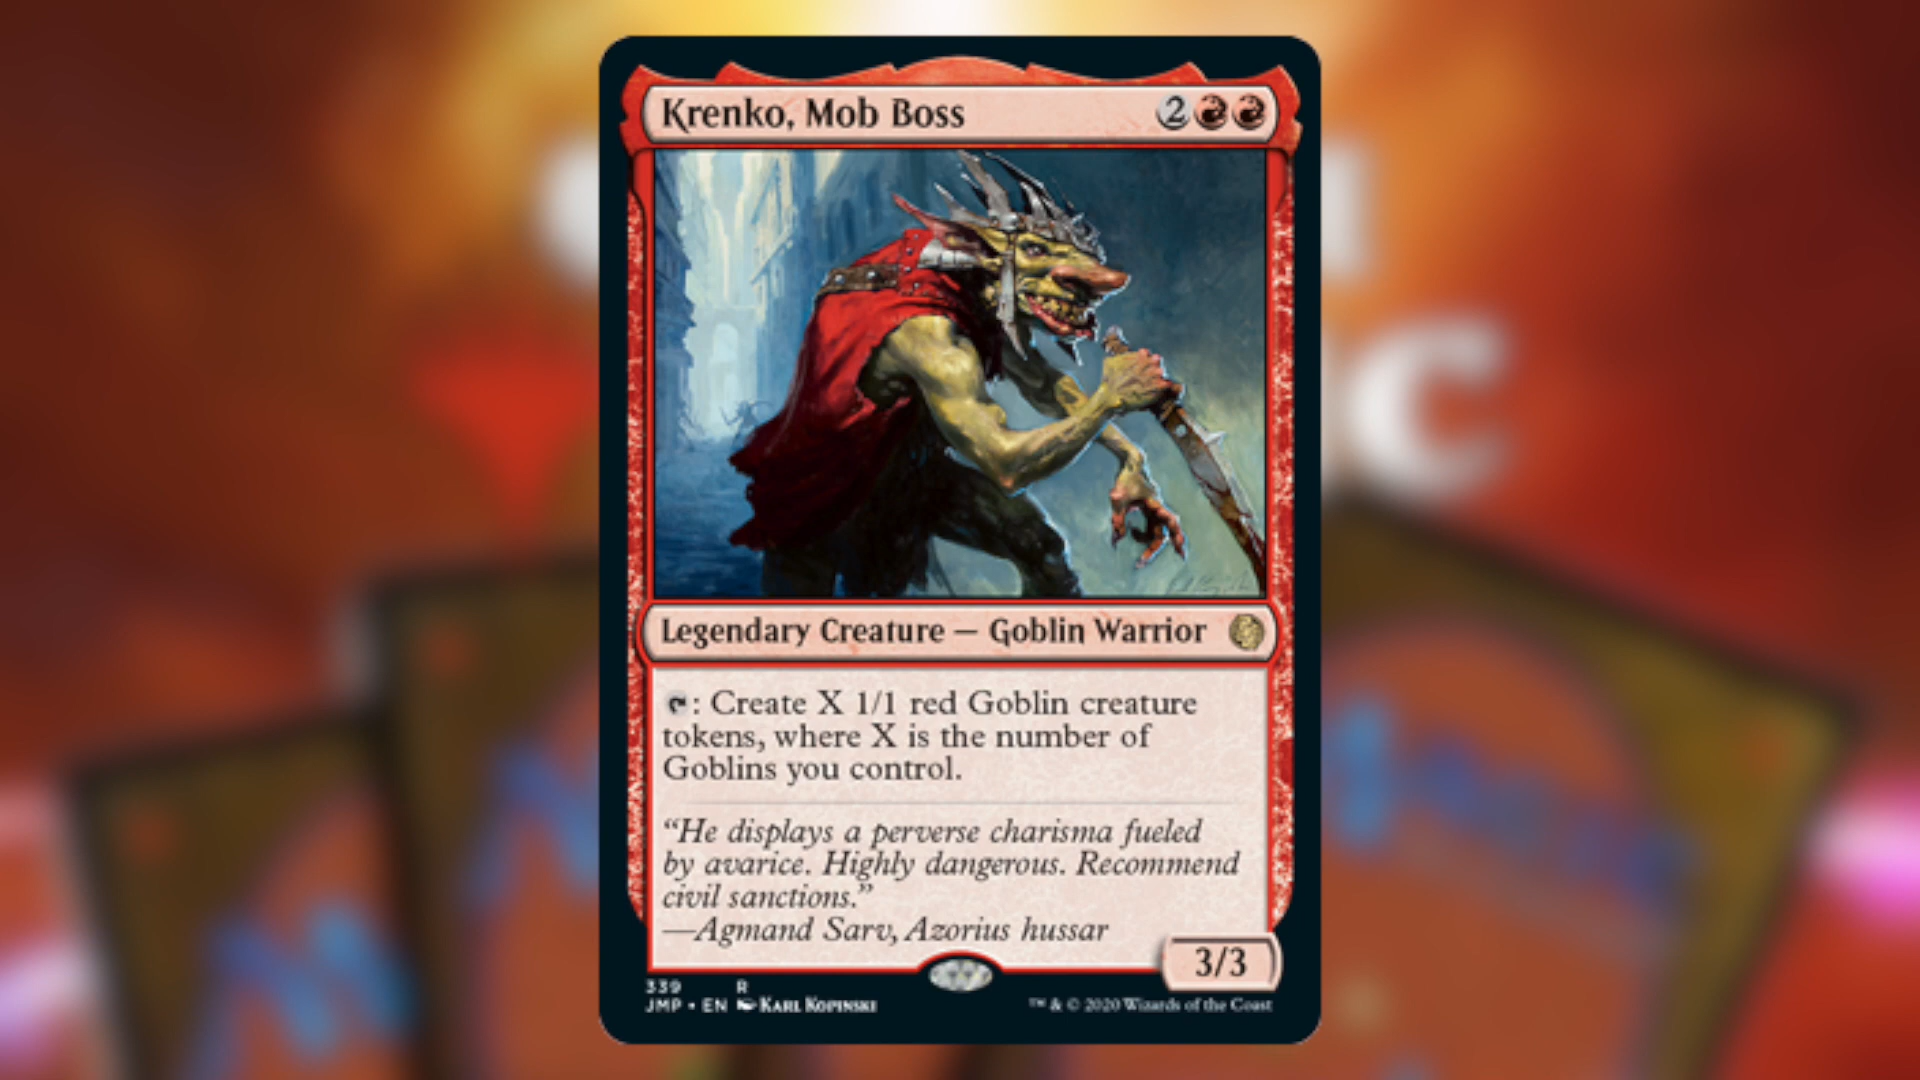 Krenko, Mob Boss 2
Legendary Creature — Goblin Warrior
: Create X 1/1 red Goblin creature
tokens, where X is the number of
Goblins you control.
“He displays a perverse charisma fueled
by avarice. Highly dangerous. Recommend
civil sanctions.”
—Agmand Sarv, Azorius hussar
3/3
339 R
JMP • EN KARL KOPINSKI
™ & © 2020 Wizards of the Coast